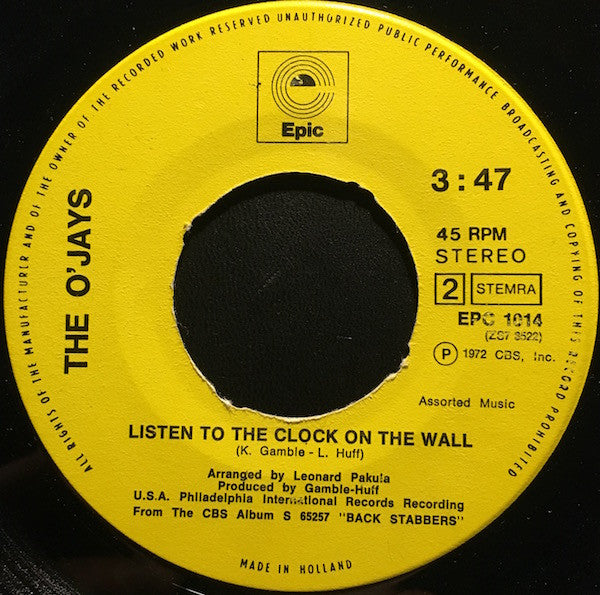 ALL RIGHTS OF THE MANUFACTURER AND OF THE OWNER OF THE RECORDED WORK RESERVED UNAUTHORIZED PUBLIC PERFORMANCE BROADCASTING AND COPYING OF THIS RECORD PROHIBITED
Epic
THE O'JAYS
3:47
45 RPM
STEREO
2 STEMRA
EPC 1014
(ZS7 3522)
Ⓟ 1972 CBS, Inc.
Assorted Music
LISTEN TO THE CLOCK ON THE WALL
(K. Gamble - L. Huff)
Arranged by Leonard Pakula
Produced by Gamble-Huff
U.S.A. Philadelphia International Records Recording
From The CBS Album S 65257 "BACK STABBERS"
MADE IN HOLLAND